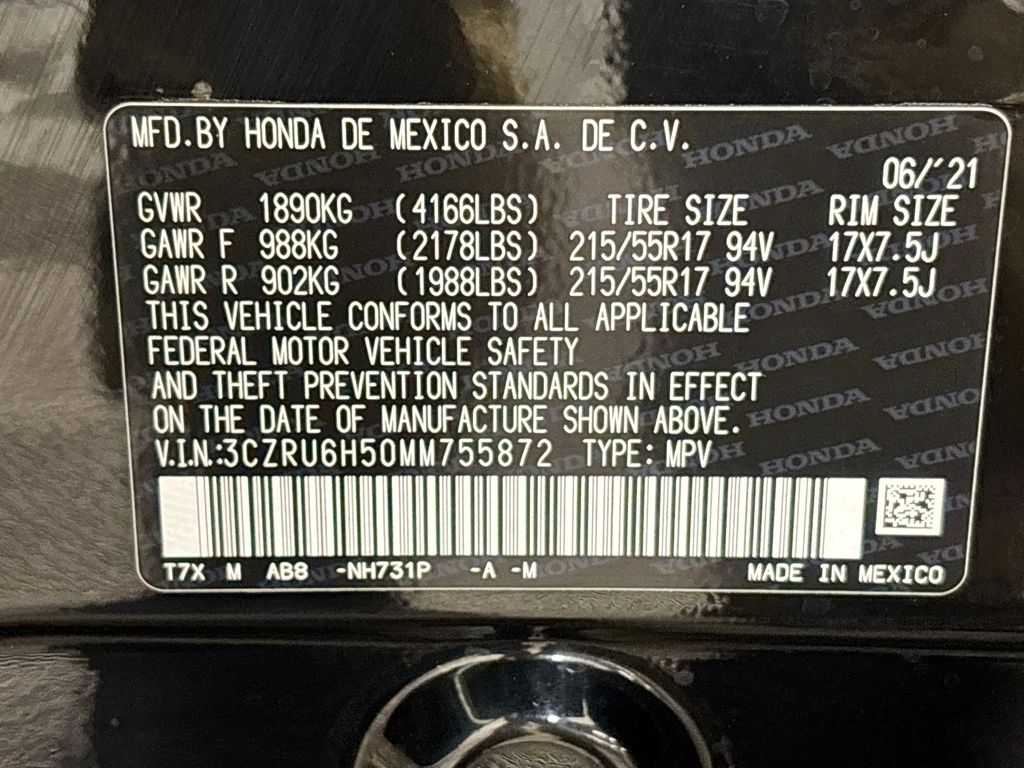 MFD.BY HONDA DE MEXICO S.A. DE C.V.
06/'21
GVWR 1890KG (4166LBS) TIRE SIZE RIM SIZE
GAWR F 988KG (2178LBS) 215/55R17 94V 17X7.5J
GAWR R 902KG (1988LBS) 215/55R17 94V 17X7.5J
THIS VEHICLE CONFORMS TO ALL APPLICABLE
FEDERAL MOTOR VEHICLE SAFETY
AND THEFT PREVENTION STANDARDS IN EFFECT
ON THE DATE OF MANUFACTURE SHOWN ABOVE.
V.I.N.:3CZRU6H50MM755872 TYPE: MPV
T7X M AB8 -NH731P -A -M MADE IN MEXICO